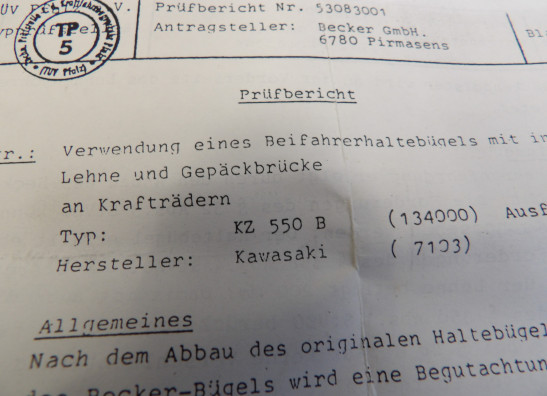 Prüfbericht Nr. 53083001
Antragsteller: Becker GmbH.
6780 Pirmasens
TP
5
(TÜV Pfalz)
Prüfbericht
Verwendung eines Beifahrerhaltebügels mit
Lehne und Gepäckbrücke
an Krafträdern
Typ: KZ 550 B (134000)
Hersteller: Kawasaki ( 7103)
Allgemeines
Nach dem Abbau des originalen Haltebügel
Becker-Bügels wird eine Begutachtun